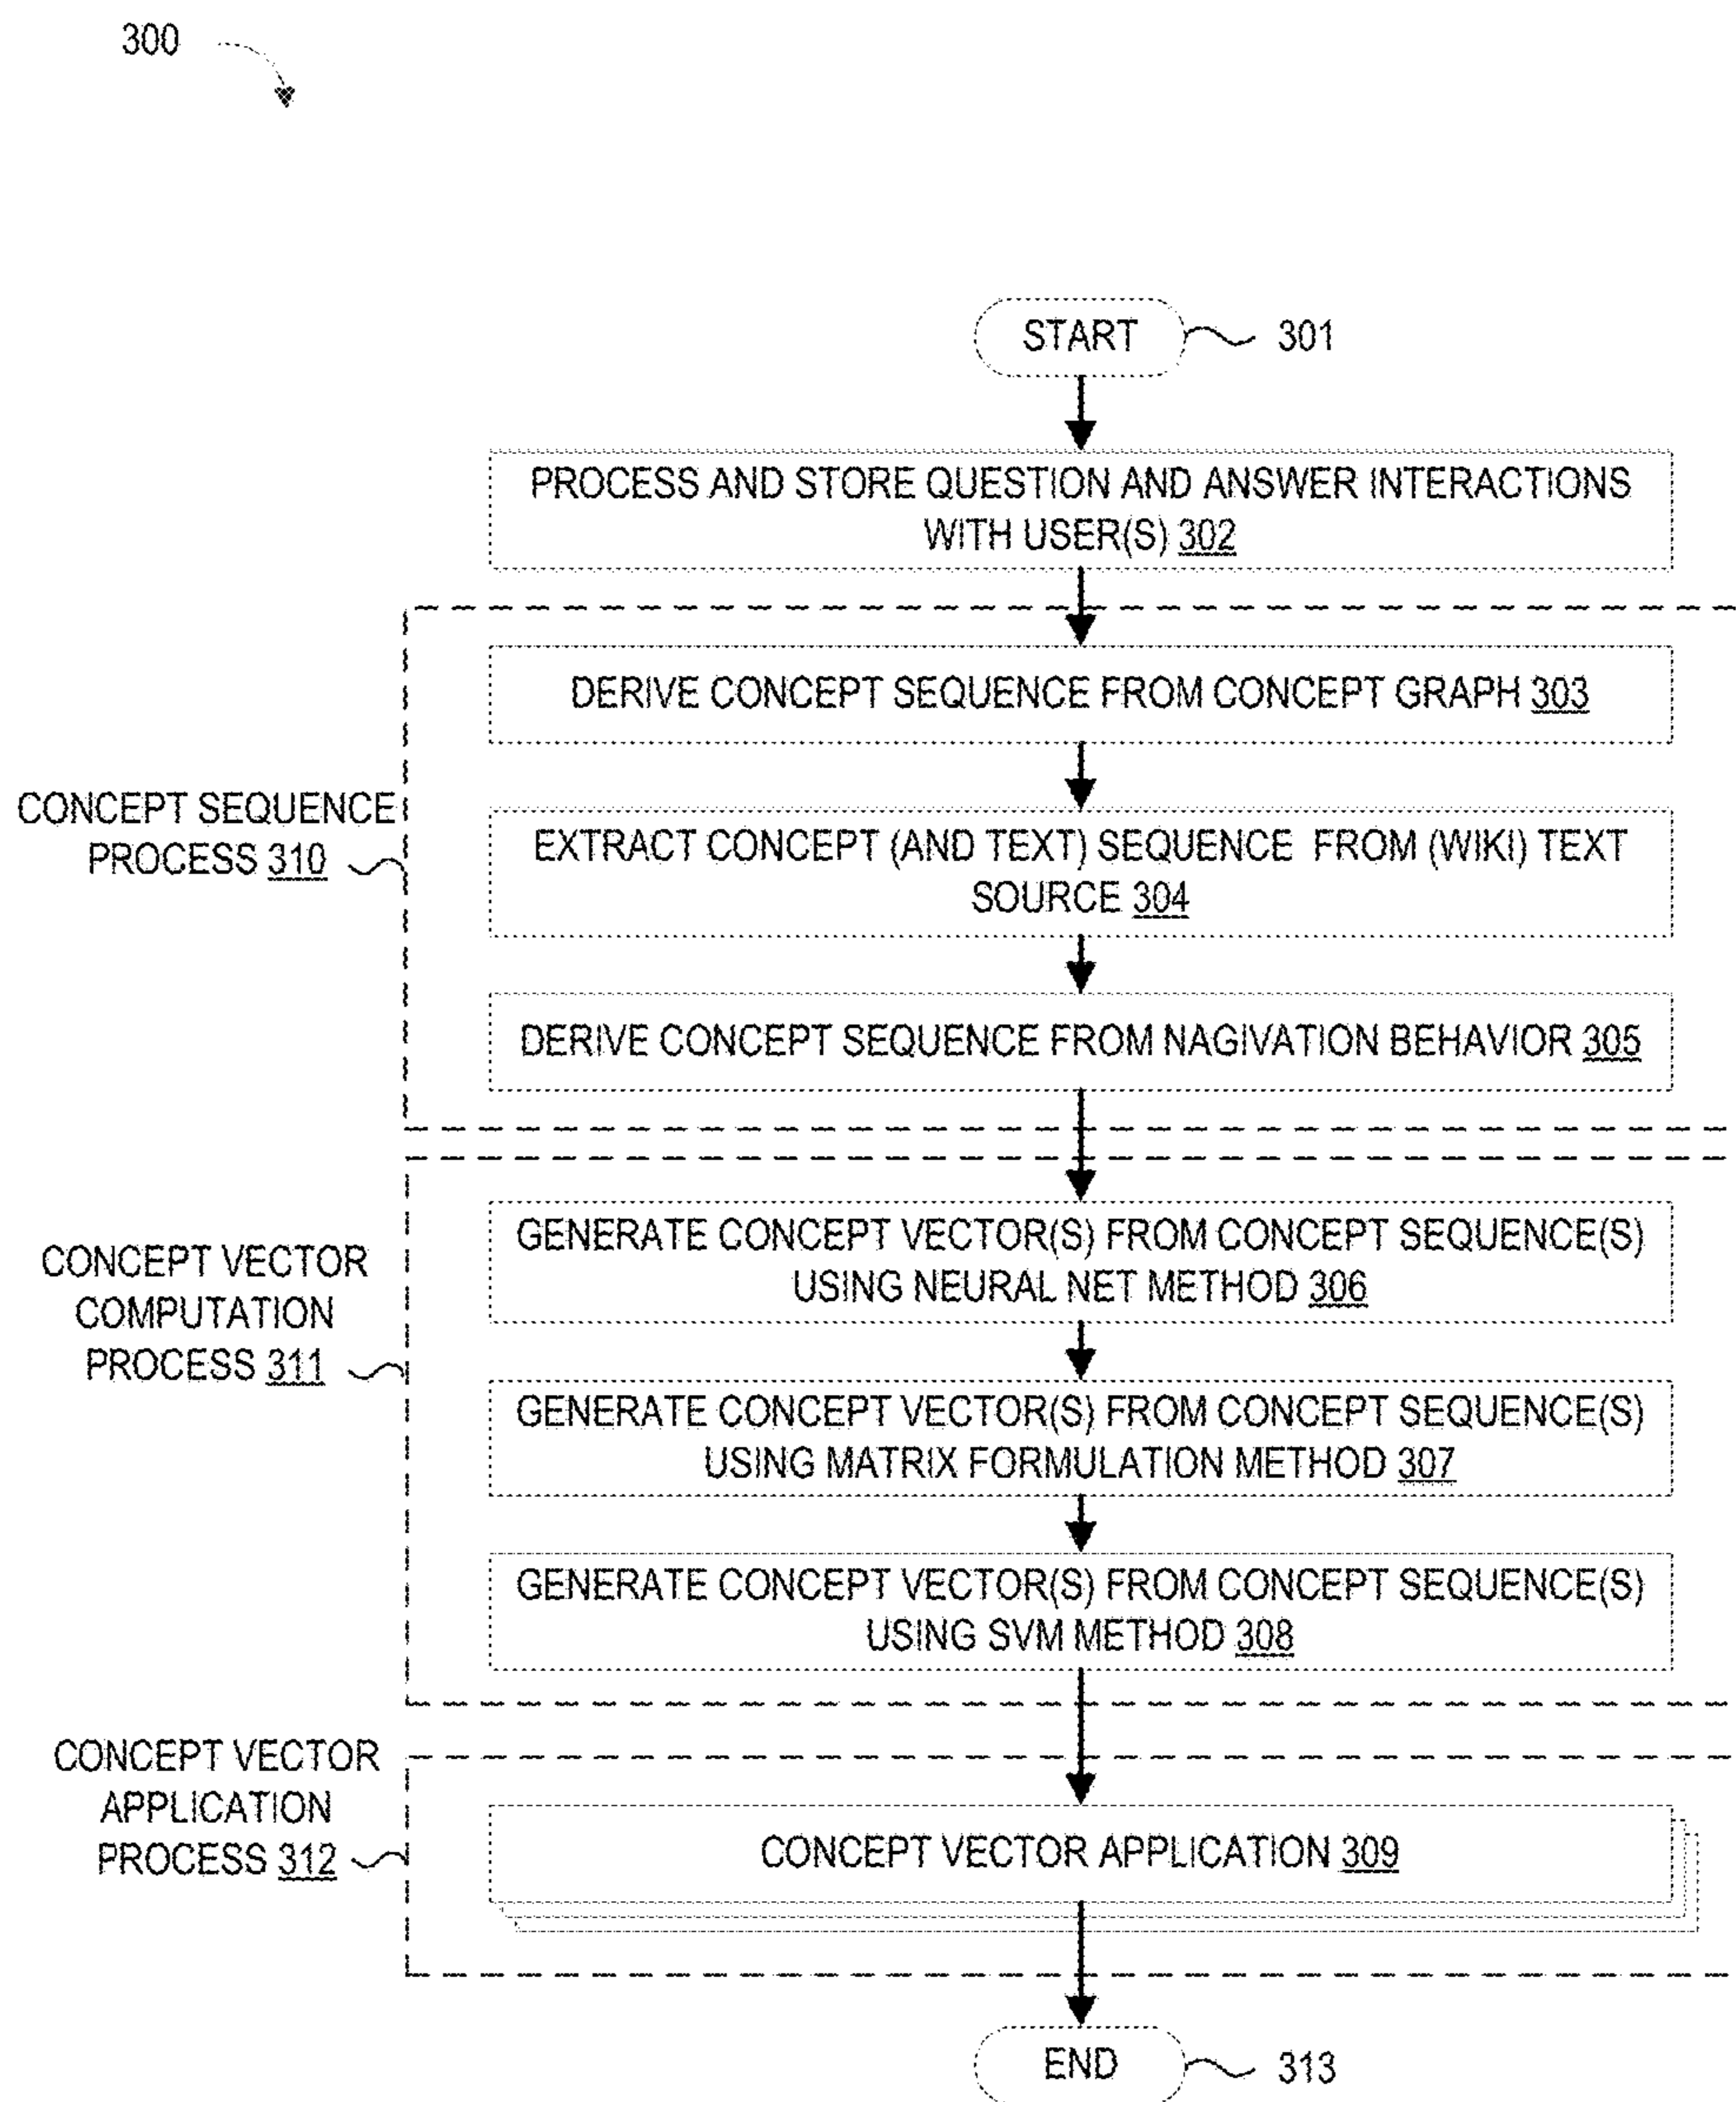 300
START
301
PROCESS AND STORE QUESTION AND ANSWER INTERACTIONS
WITH USER(S) 302
DERIVE CONCEPT SEQUENCE FROM CONCEPT GRAPH 303
CONCEPT SEQUENCE
PROCESS 310
EXTRACT CONCEPT (AND TEXT) SEQUENCE FROM (WIKI) TEXT
SOURCE 304
DERIVE CONCEPT SEQUENCE FROM NAGIVATION BEHAVIOR 305
CONCEPT VECTOR
COMPUTATION
PROCESS 311
GENERATE CONCEPT VECTOR(S) FROM CONCEPT SEQUENCE(S)
USING NEURAL NET METHOD 306
GENERATE CONCEPT VECTOR(S) FROM CONCEPT SEQUENCE(S)
USING MATRIX FORMULATION METHOD 307
GENERATE CONCEPT VECTOR(S) FROM CONCEPT SEQUENCE(S)
USING SVM METHOD 308
CONCEPT VECTOR
APPLICATION
PROCESS 312
CONCEPT VECTOR APPLICATION 309
END
313